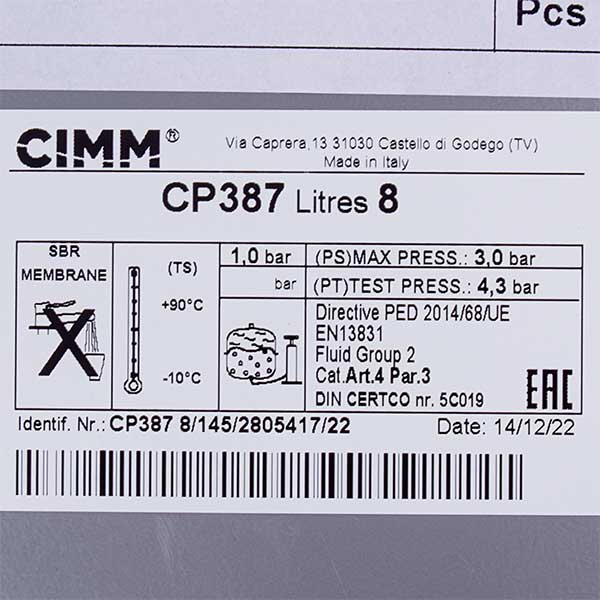 Pcs
CIMM®
Via Caprera,13 31030 Castello di Godego (TV)
Made in Italy
CP387 Litres 8
SBR
MEMBRANE
(TS)
+90°C
-10°C
1,0 bar
bar
(PS)MAX PRESS.: 3,0 bar
(PT)TEST PRESS.: 4,3 bar
Directive PED 2014/68/UE
EN13831
Fluid Group 2
Cat.Art.4 Par.3
DIN CERTCO nr. 5C019
EAC
Identif. Nr.: CP387 8/145/2805417/22
Date: 14/12/22